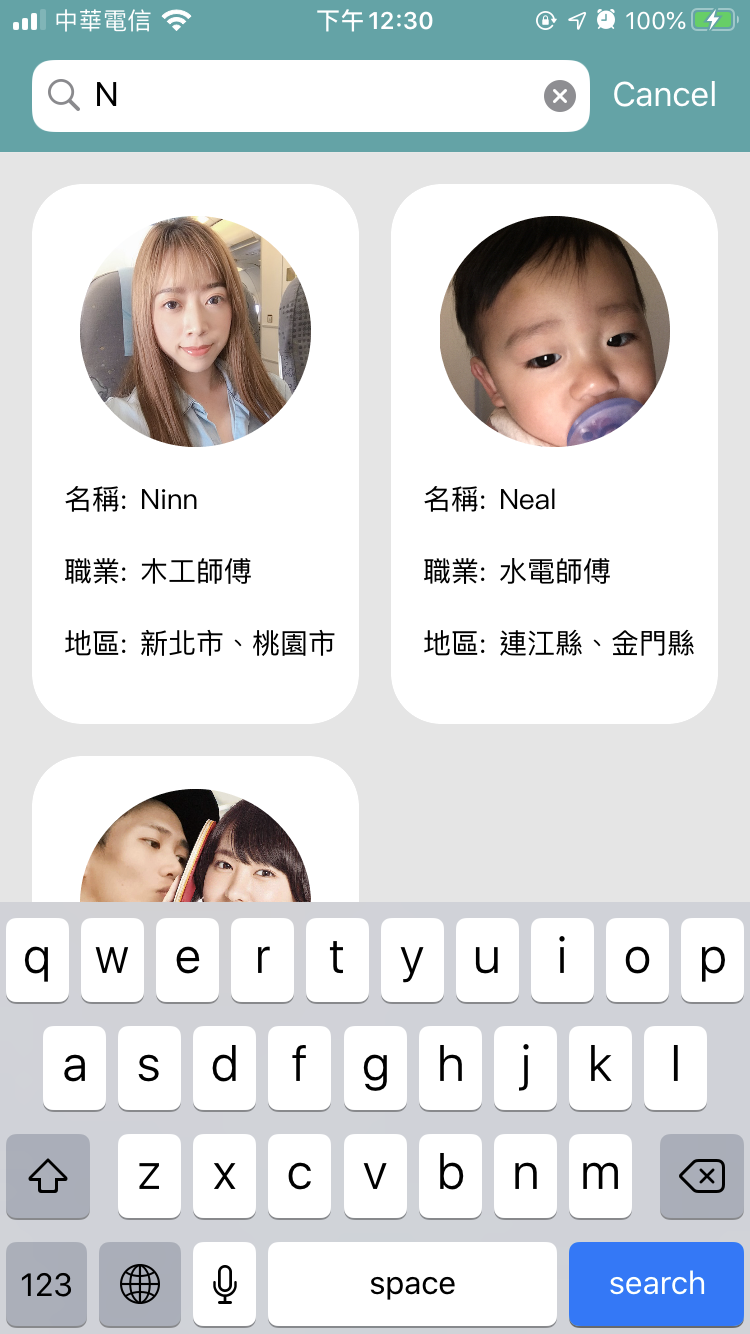 中華電信 下午12:30 100%
N Cancel
名稱: Ninn
職業: 木工師傅
地區: 新北市、桃園市
名稱: Neal
職業: 水電師傅
地區: 連江縣、金門縣
q w e r t y u i o p
a s d f g h j k l
z x c v b n m
123 space search